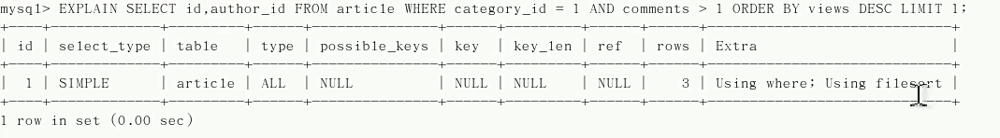 mysql> EXPLAIN SELECT id,author_id FROM article WHERE category_id = 1 AND comments > 1 ORDER BY views DESC LIMIT 1;
+----+-------------+---------+------+---------------+------+---------+------+------+-----------------------------+
| id | select_type | table   | type | possible_keys | key  | key_len | ref  | rows | Extra                       |
+----+-------------+---------+------+---------------+------+---------+------+------+-----------------------------+
|  1 | SIMPLE      | article | ALL  | NULL          | NULL | NULL    | NULL |    3 | Using where; Using filesort |
+----+-------------+---------+------+---------------+------+---------+------+------+-----------------------------+
1 row in set (0.00 sec)